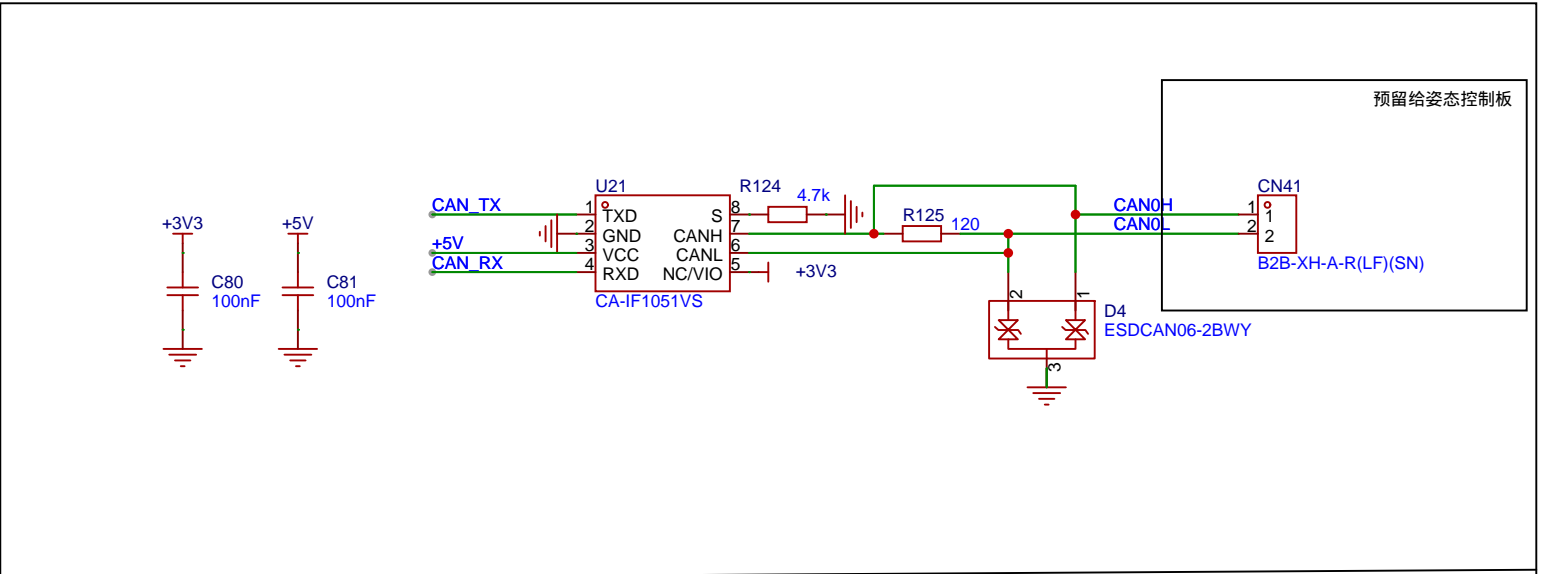 预留给姿态控制板
U21
R124
4.7k
CN41
CAN_TX
1
TXD
S
8
CAN0H
1
1
+3V3
+5V
2
GND
CANH
7
R125
120
CAN0L
2
2
+5V
3
VCC
CANL
6
CAN_RX
4
RXD
NC/VIO
5
+3V3
B2B-XH-A-R(LF)(SN)
C80
100nF
C81
100nF
CA-IF1051VS
2
1
D4
ESDCAN06-2BWY
3